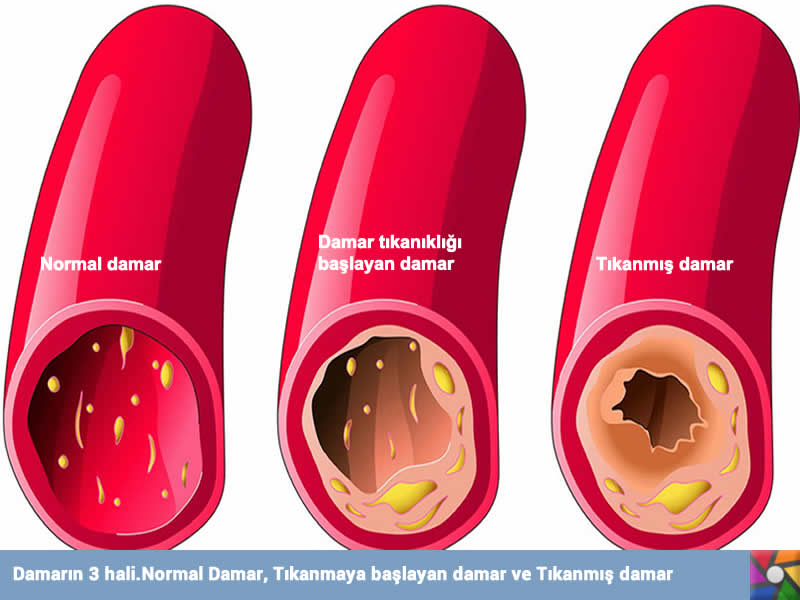 Normal damar
Damar tıkanıklığı
başlayan damar
Tıkanmış damar
Damarın 3 hali.Normal Damar, Tıkanmaya başlayan damar ve Tıkanmış damar